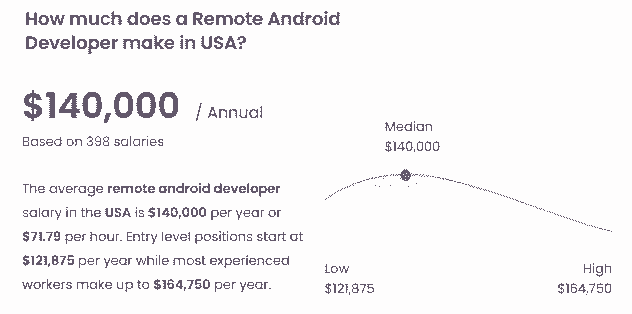 How much does a Remote Android
Developer make in USA?
$140,000 / Annual
Based on 398 salaries
The average remote android developer
salary in the USA is $140,000 per year or
$71.79 per hour. Entry level positions start at
$121,875 per year while most experienced
workers make up to $164,750 per year.
Median
$140,000
Low
$121,875
High
$164,750